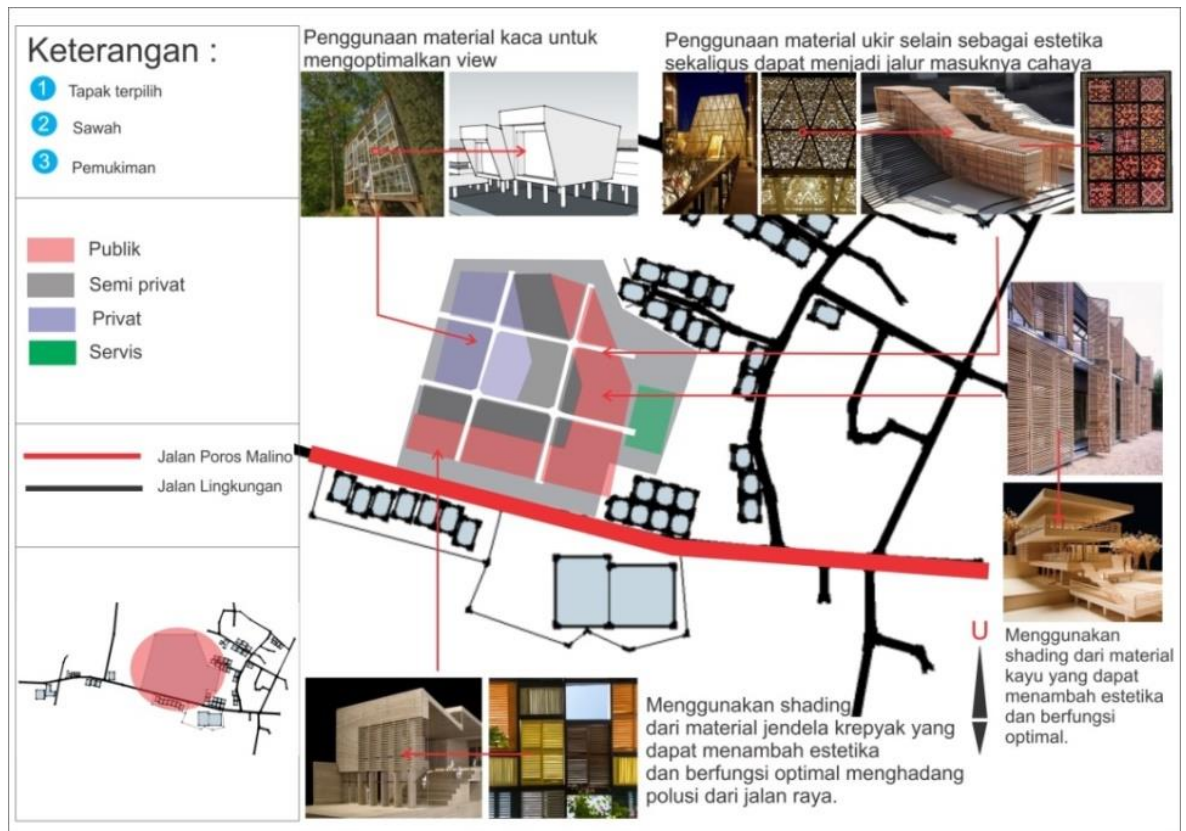 Keterangan :
1 Tapak terpilih
2 Sawah
3 Pemukiman
Publik
Semi privat
Privat
Servis
Jalan Poros Malino
Jalan Lingkungan
Penggunaan material kaca untuk
mengoptimalkan view
Penggunaan material ukir selain sebagai estetika
sekaligus dapat menjadi jalur masuknya cahaya
U
Menggunakan
shading dari material
kayu yang dapat
menambah estetika
dan berfungsi
optimal.
Menggunakan shading
dari material jendela krepyak yang
dapat menambah estetika
dan berfungsi optimal menghadang
polusi dari jalan raya.